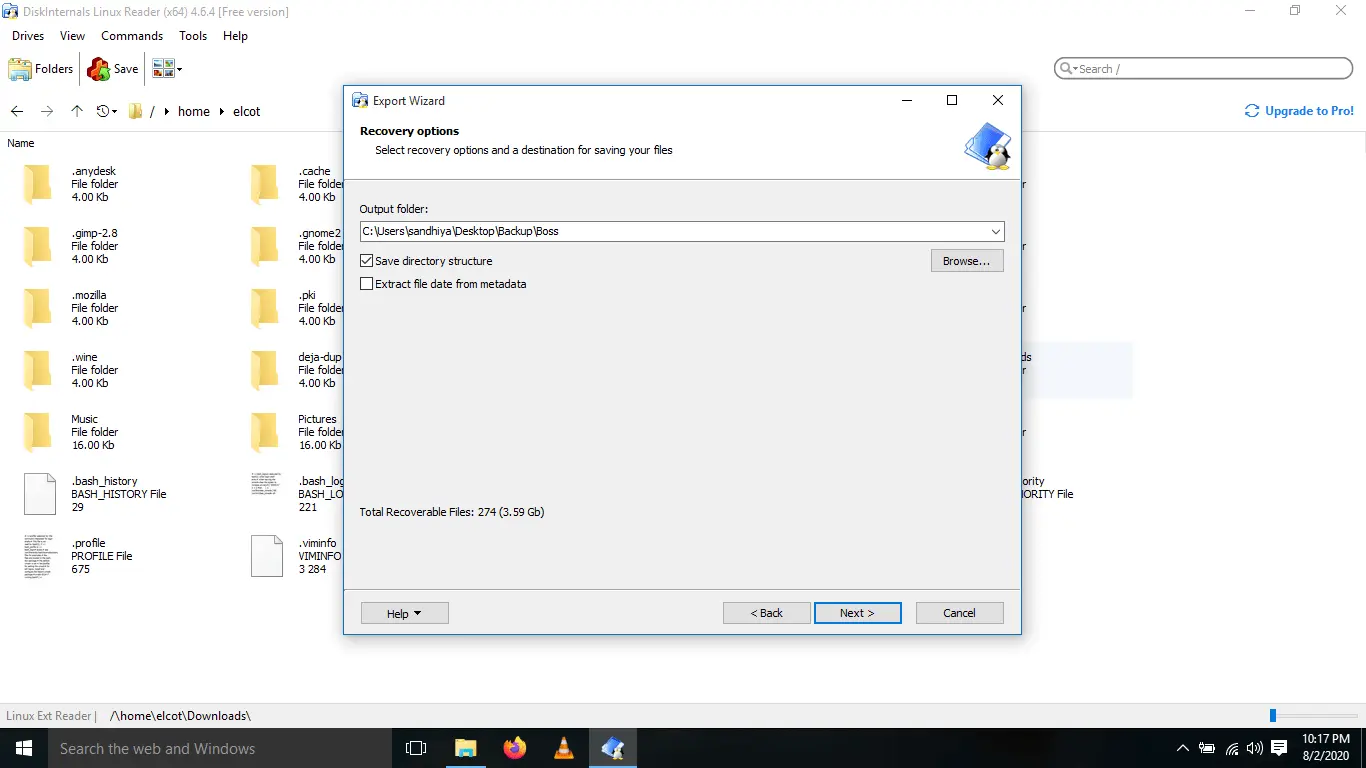 DiskInternals Linux Reader (x64) 4.6.4 [Free version]
Drives View Commands Tools Help
Folders Save
Search /
/ home elcot
Upgrade to Pro!
Name
.anydesk
File folder
4.00 Kb
.cache
File folder
4.00 Kb
.gimp-2.8
File folder
4.00 Kb
.gnome2
File folder
4.00 Kb
.mozilla
File folder
4.00 Kb
.pki
File folder
4.00 Kb
.wine
File folder
4.00 Kb
deja-dup
File folder
4.00 Kb
Music
File folder
16.00 Kb
Pictures
File folder
16.00 Kb
.bash_history
BASH_HISTORY File
29
.bash_log
BASH_LO
221
.profile
PROFILE File
675
.viminfo
VIMINFO
3 284
r
r
r
ds
r
r
ority
ORITY File
Export Wizard
Recovery options
Select recovery options and a destination for saving your files
Output folder:
C:\Users\sandhiya\Desktop\Backup\Boss
Save directory structure
Browse...
Extract file date from metadata
Total Recoverable Files: 274 (3.59 Gb)
Help < Back Next > Cancel
Linux Ext Reader | /\home\elcot\Downloads\
Search the web and Windows
10:17 PM
8/2/2020